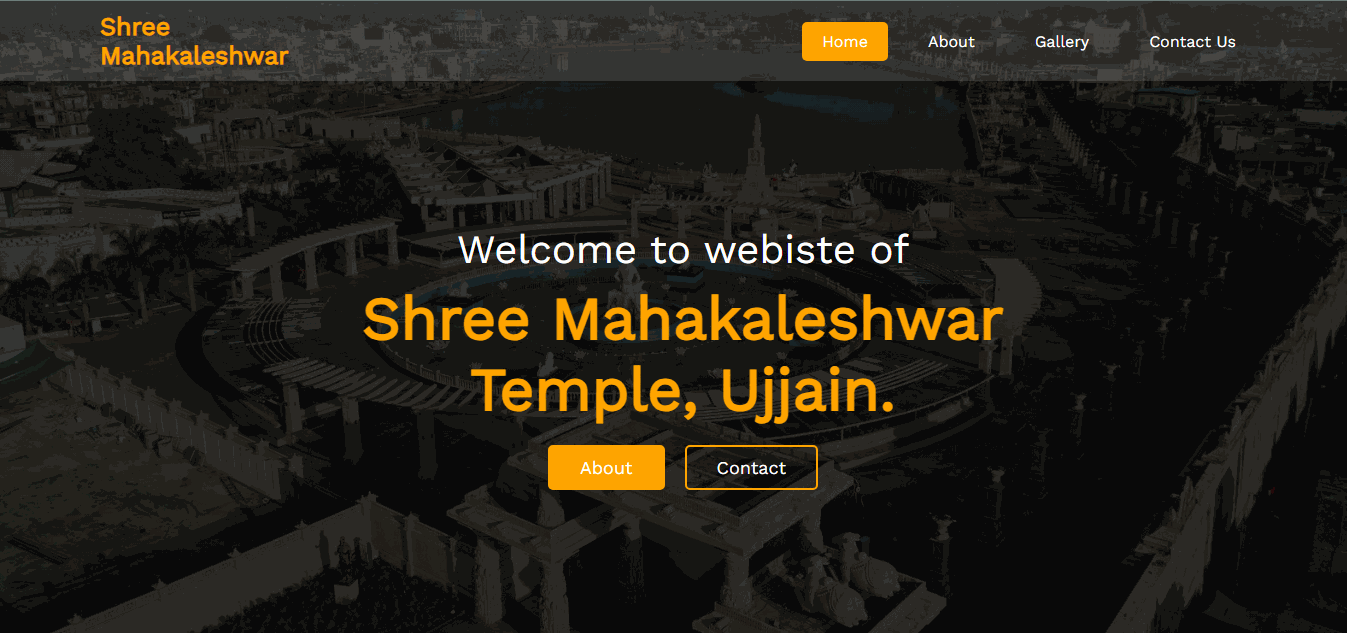 Shree
Mahakaleshwar
Home
About
Gallery
Contact Us
Welcome to webiste of
Shree Mahakaleshwar
Temple, Ujjain.
About
Contact